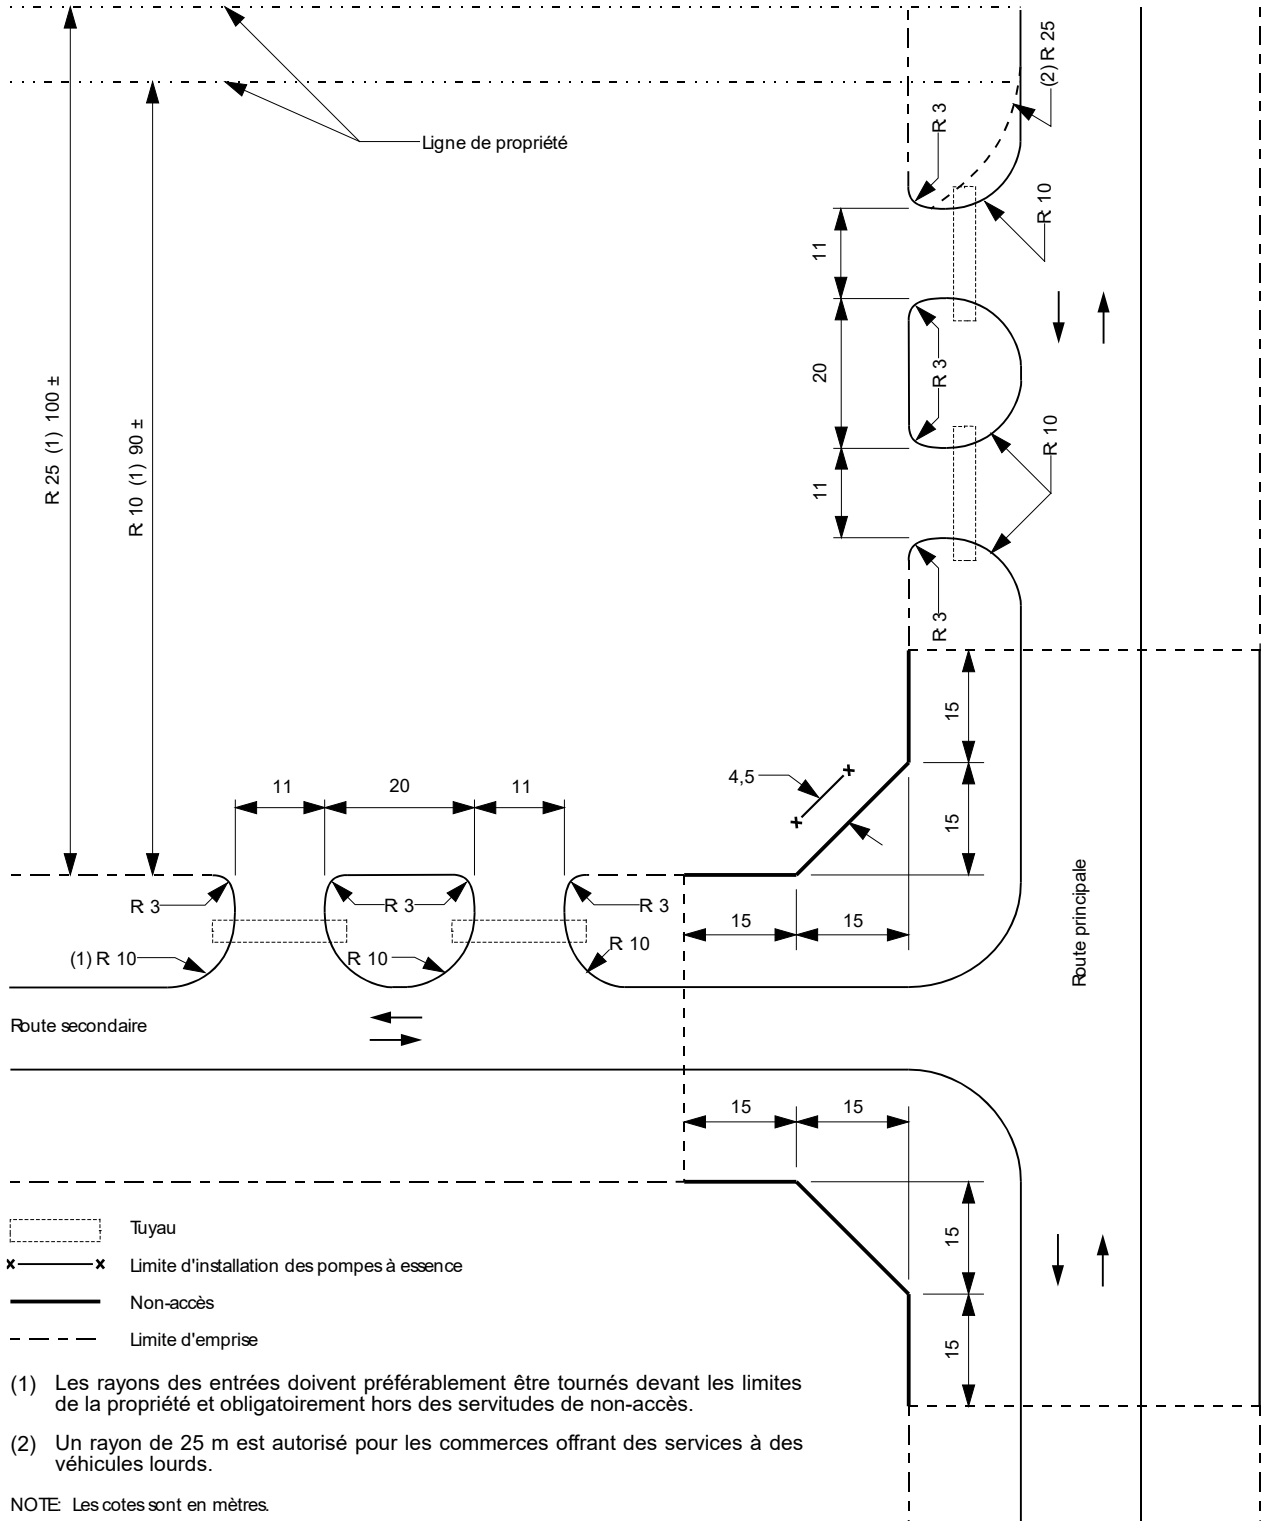 (2) R 25
R 3
Ligne de propriété
R 10
11
R 25 (1) 100 ±
R 10 (1) 90 ±
20
R 3
R 10
11
R 3
15
4,5
11
20
11
15
R 3
R 3
R 3
15
15
(1) R 10
R 10
R 10
Route principale
Route secondaire
15
15
15
15
Tuyau
Limite d'installation des pompes à essence
Non-accès
Limite d'emprise
(1) Les rayons des entrées doivent préférablement être tournés devant les limites
de la propriété et obligatoirement hors des servitudes de non-accès.
(2) Un rayon de 25 m est autorisé pour les commerces offrant des services à des
véhicules lourds.
NOTE: Les cotes sont en mètres.